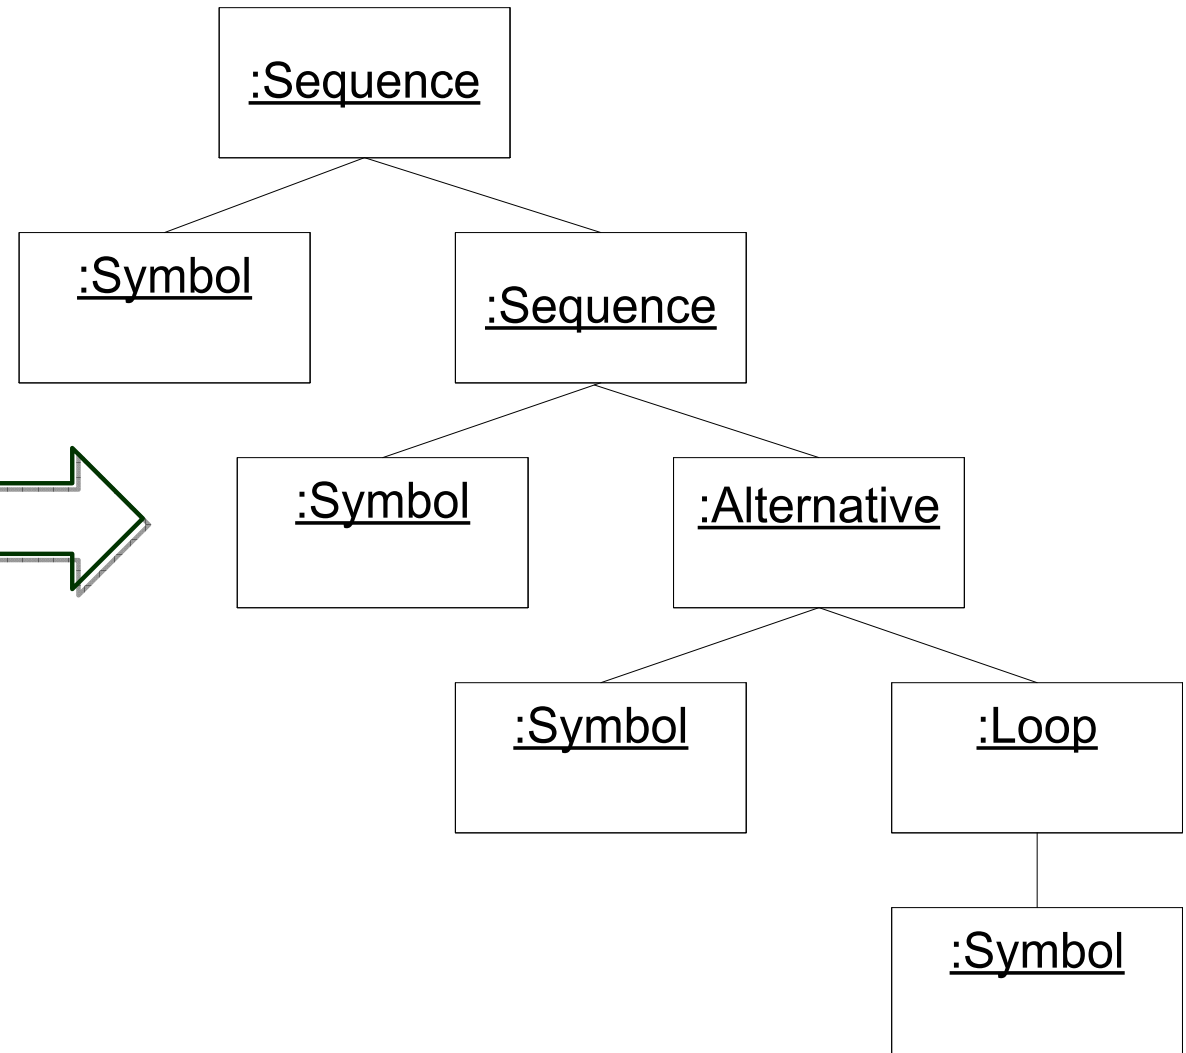 :Sequence
:Symbol
:Sequence
:Symbol
:Alternative
:Symbol
:Loop
:Symbol